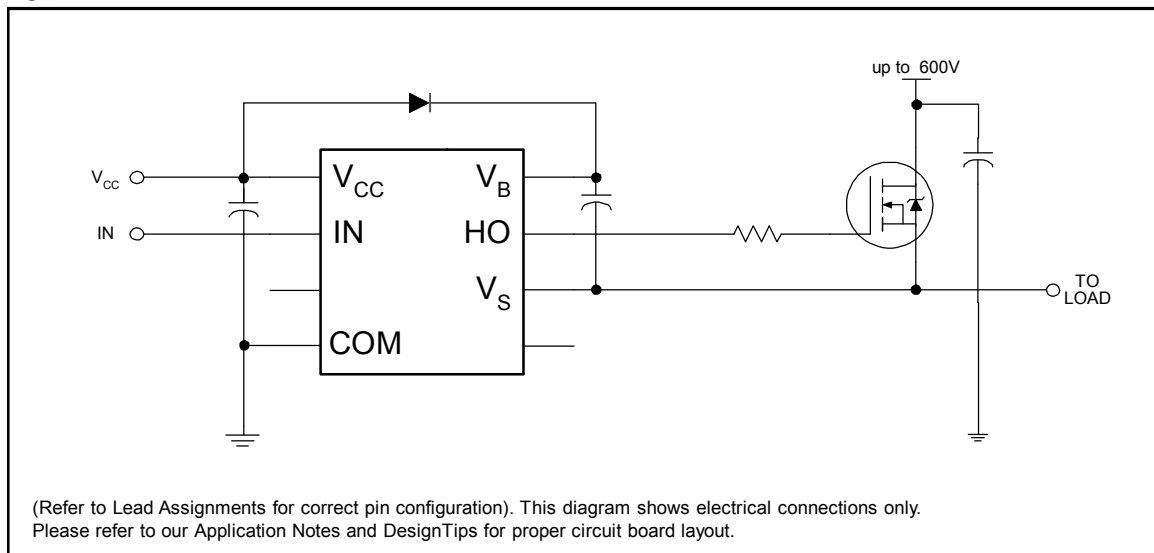 up to 600V
V_CC
IN
V_CC
IN
COM
V_B
HO
V_S
TO
LOAD
(Refer to Lead Assignments for correct pin configuration). This diagram shows electrical connections only.
Please refer to our Application Notes and DesignTips for proper circuit board layout.